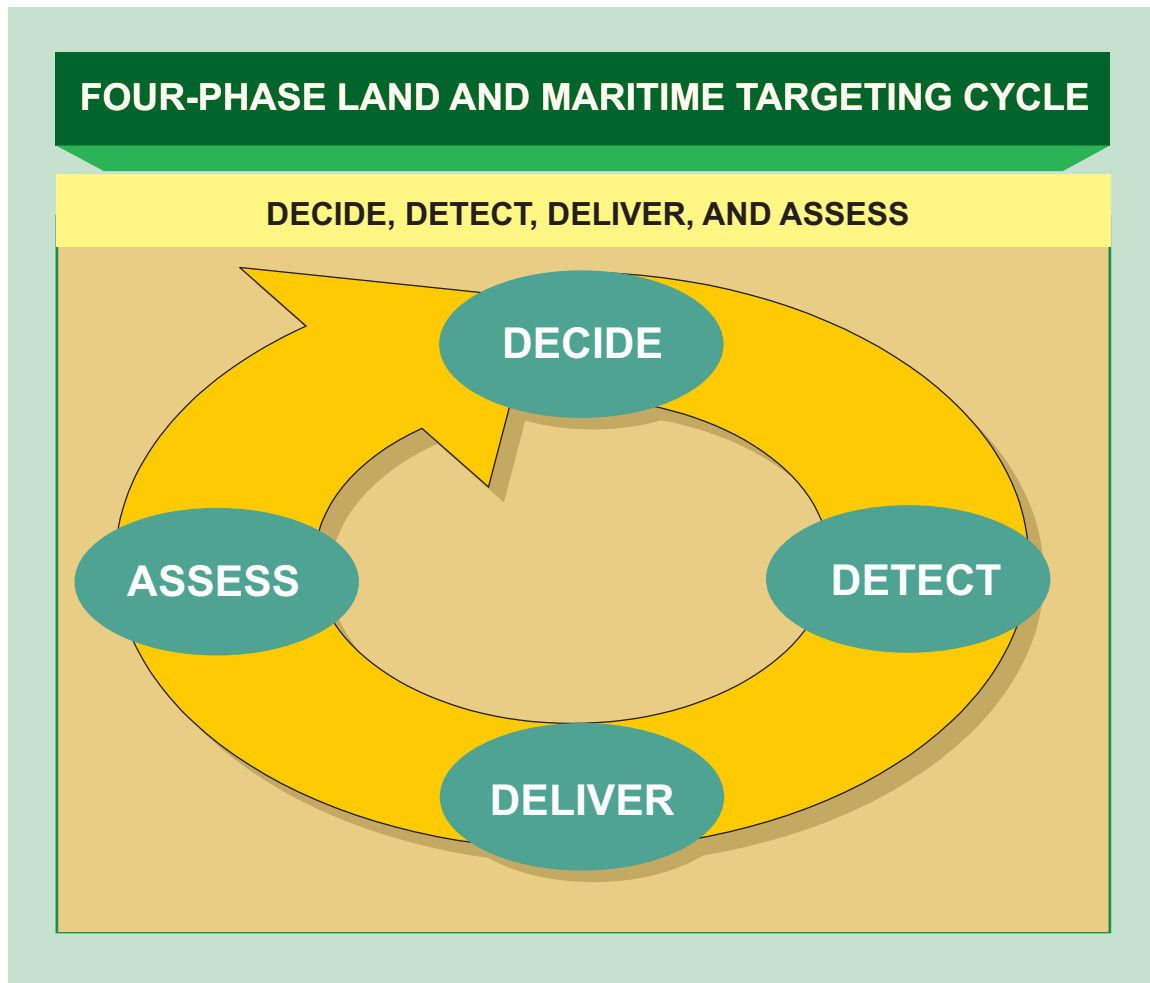 FOUR-PHASE LAND AND MARITIME TARGETING CYCLE
DECIDE, DETECT, DELIVER, AND ASSESS
DECIDE
DETECT
DELIVER
ASSESS